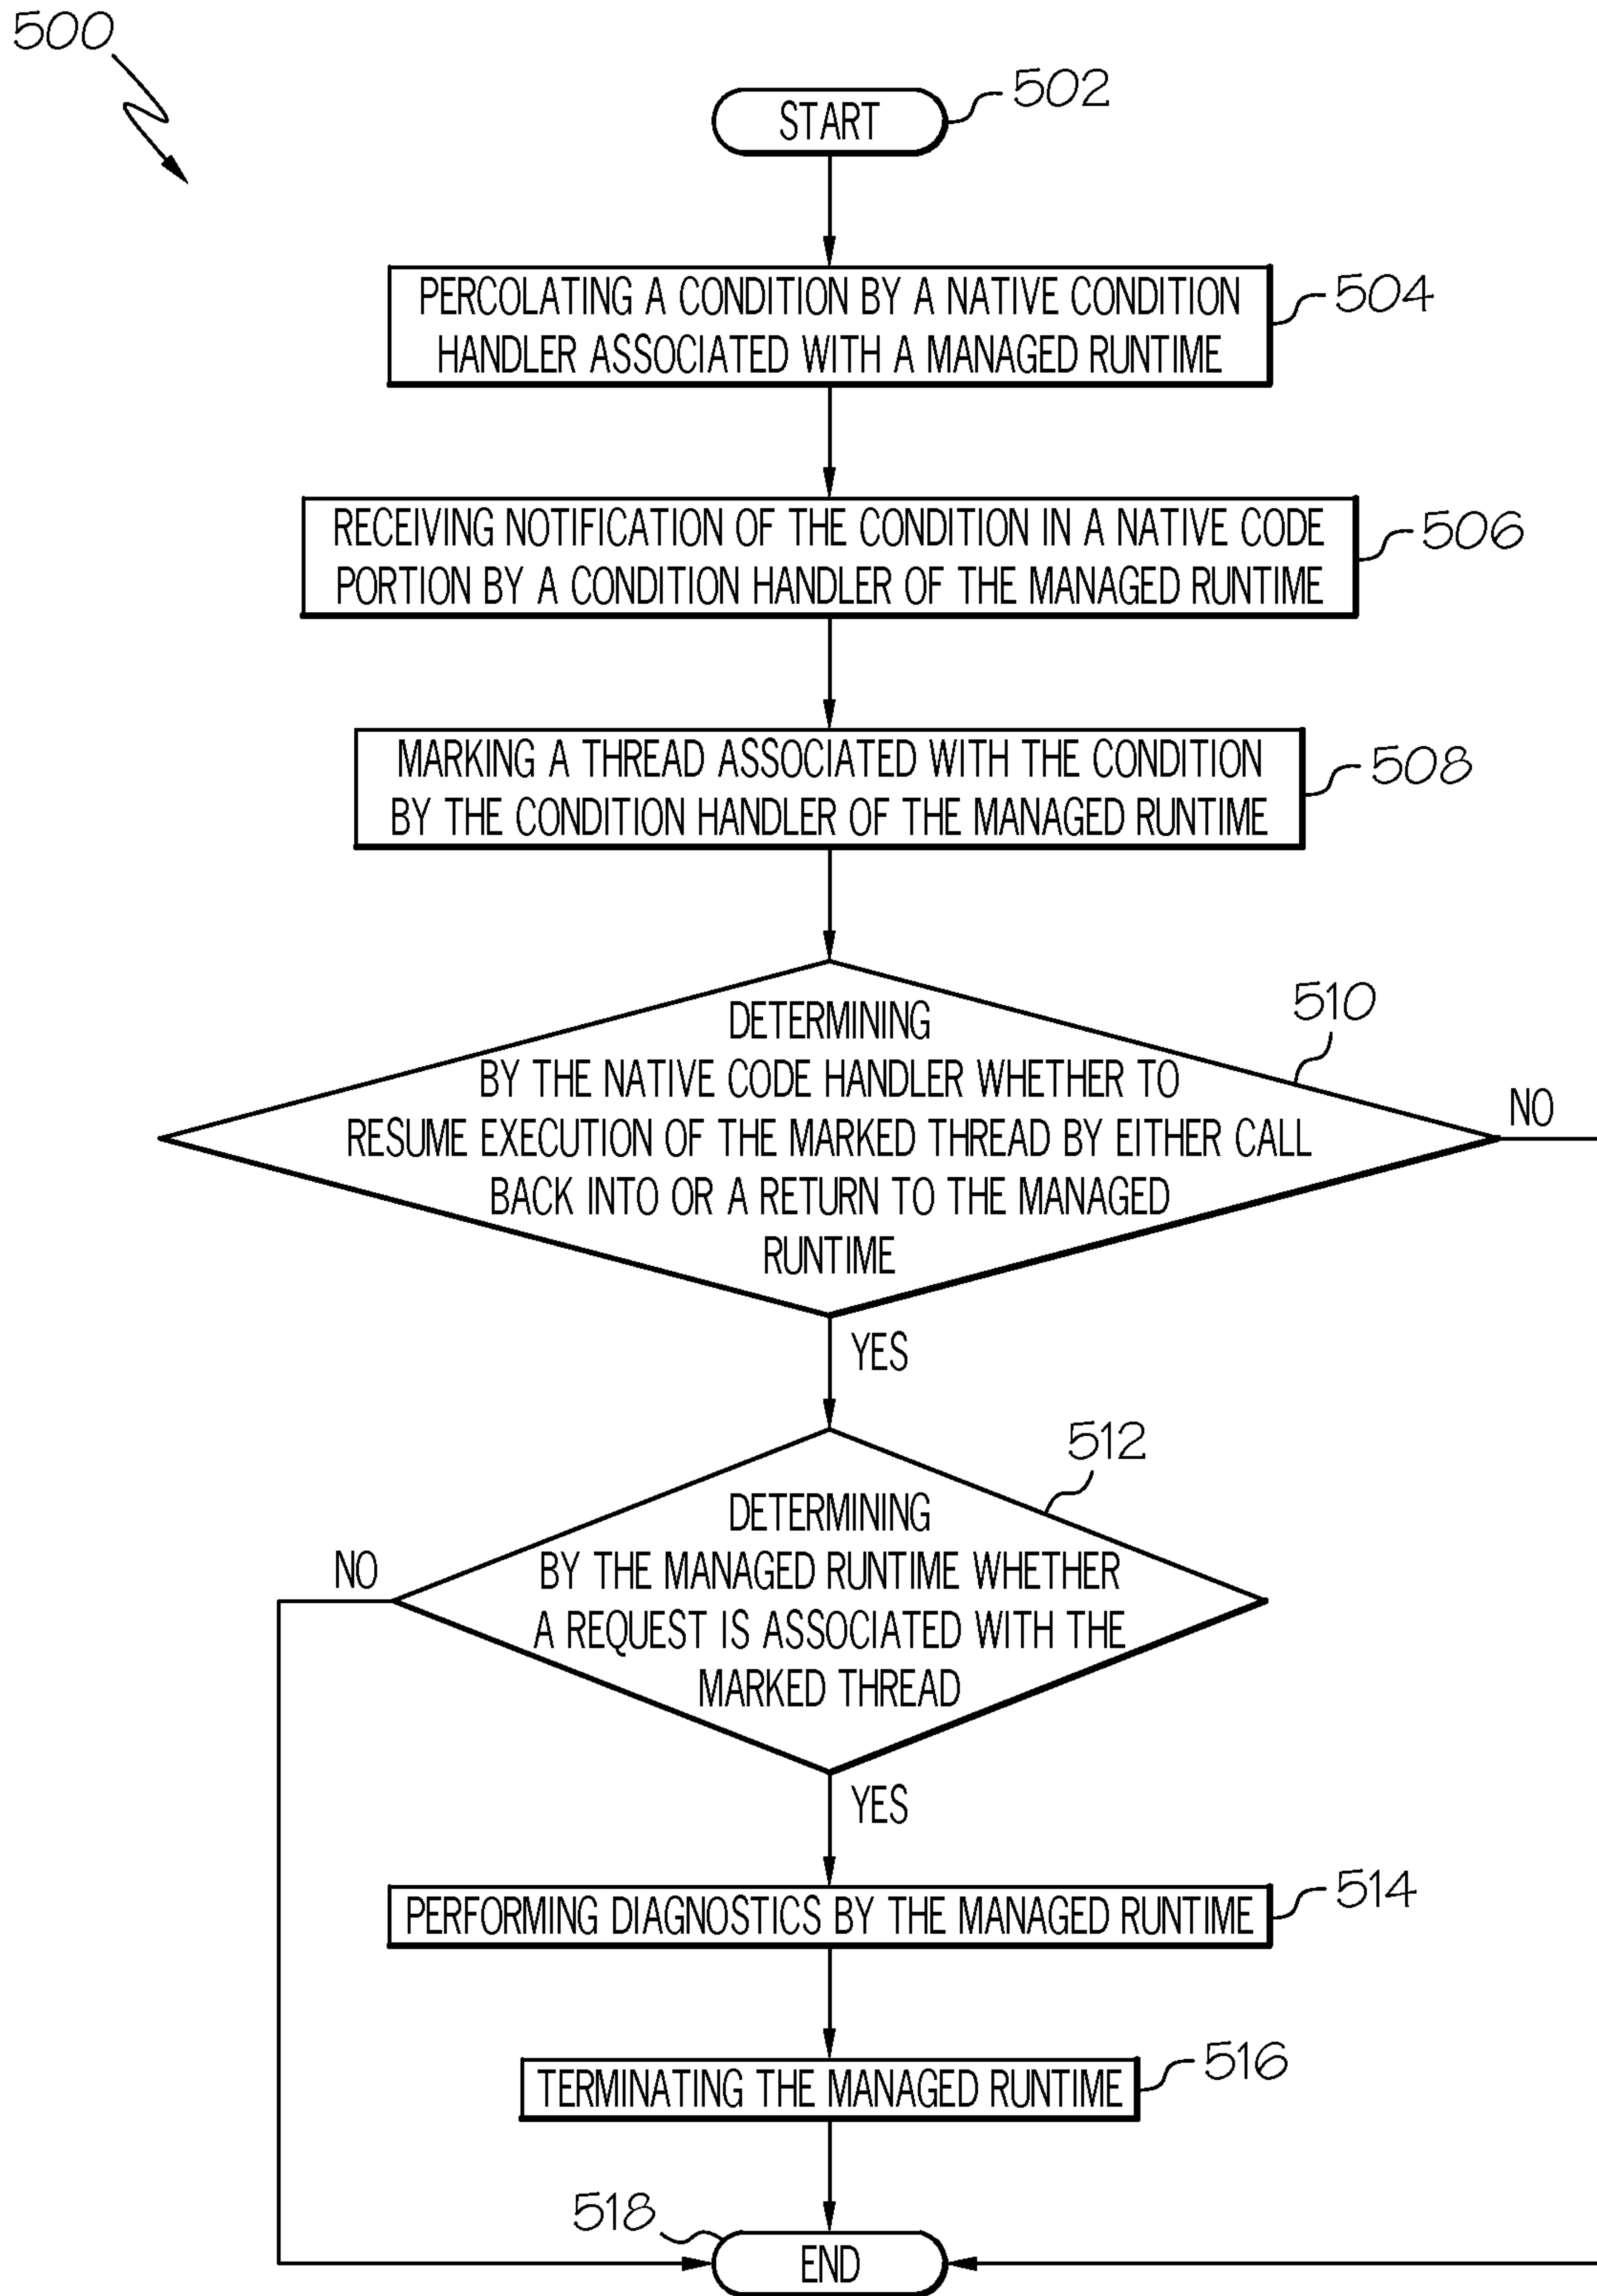 500
START
502
PERCOLATING A CONDITION BY A NATIVE CONDITION
HANDLER ASSOCIATED WITH A MANAGED RUNTIME
504
RECEIVING NOTIFICATION OF THE CONDITION IN A NATIVE CODE
PORTION BY A CONDITION HANDLER OF THE MANAGED RUNTIME
506
MARKING A THREAD ASSOCIATED WITH THE CONDITION
BY THE CONDITION HANDLER OF THE MANAGED RUNTIME
508
510
DETERMINING
BY THE NATIVE CODE HANDLER WHETHER TO
RESUME EXECUTION OF THE MARKED THREAD BY EITHER CALL
BACK INTO OR A RETURN TO THE MANAGED
RUNTIME
NO
YES
512
DETERMINING
BY THE MANAGED RUNTIME WHETHER
A REQUEST IS ASSOCIATED WITH THE
MARKED THREAD
NO
YES
PERFORMING DIAGNOSTICS BY THE MANAGED RUNTIME
514
TERMINATING THE MANAGED RUNTIME
516
518
END